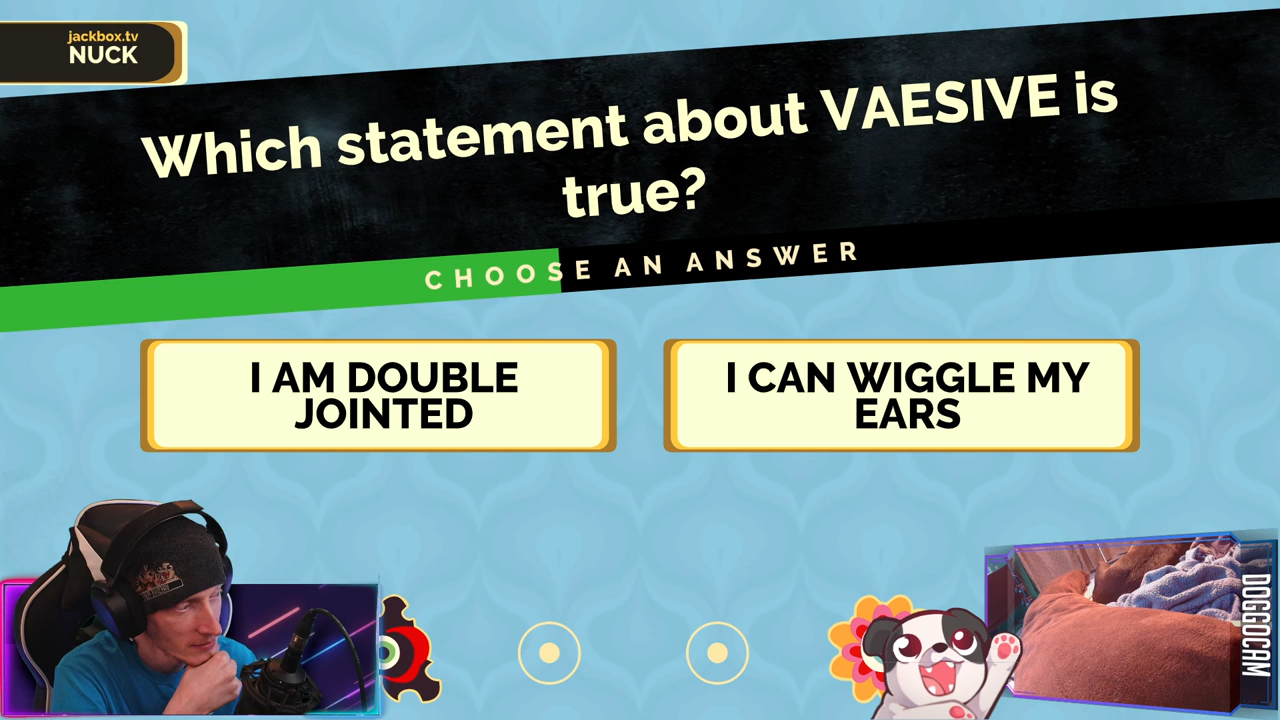 jackbox.tv
NUCK
Which statement about VAESIVE is
true?
CHOOSE AN ANSWER
I AM DOUBLE
JOINTED
I CAN WIGGLE MY
EARS
DOGGOCAM